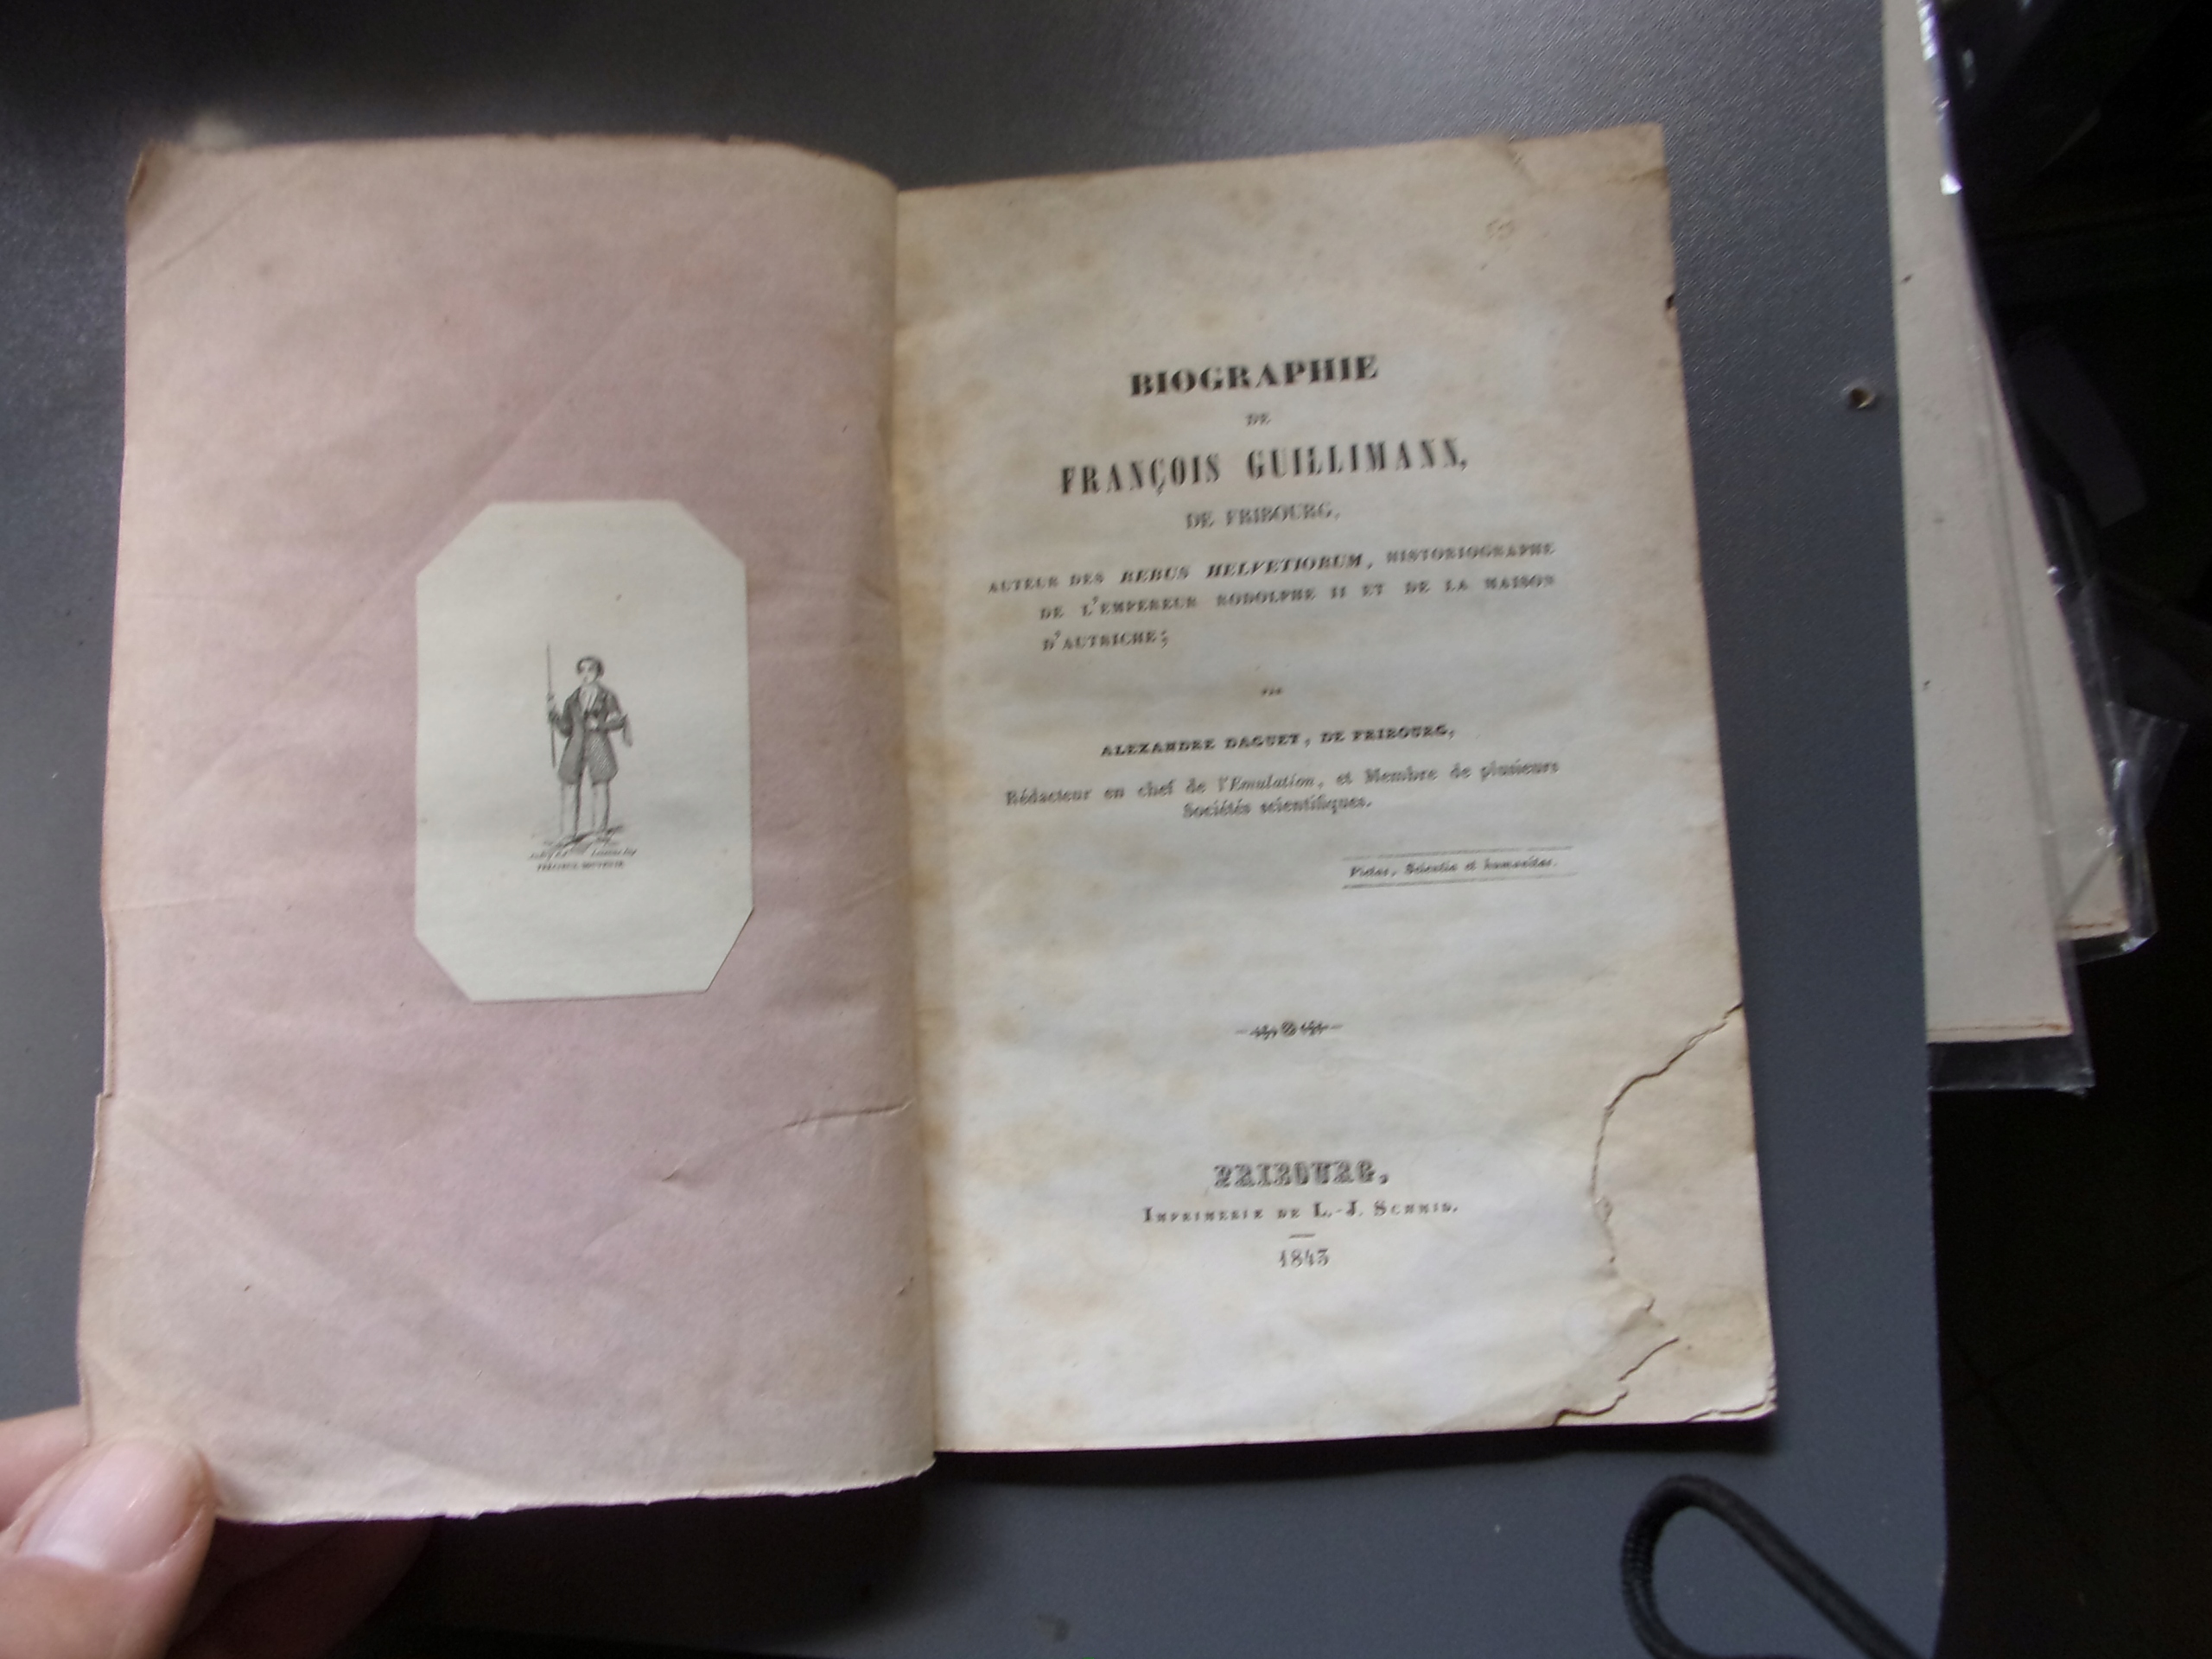 BIOGRAPHIE
DE
FRANÇOIS GUILLIMANN,
DE FRIBOURG,
AUTEUR DES REBUS HELVETIORUM, HISTORIOGRAPHE
DE L'EMPEREUR RODOLPHE II ET DE LA MAISON
D'AUTRICHE;
PAR
ALEXANDRE DAGUET, DE FRIBOURG,
Rédacteur en chef de l'Emulation, et Membre de plusieurs
Sociétés scientifiques.
Pietas, Scientia et humanitas.
FRIBOURG,
IMPRIMERIE DE L.-J. SCHMID.
1843